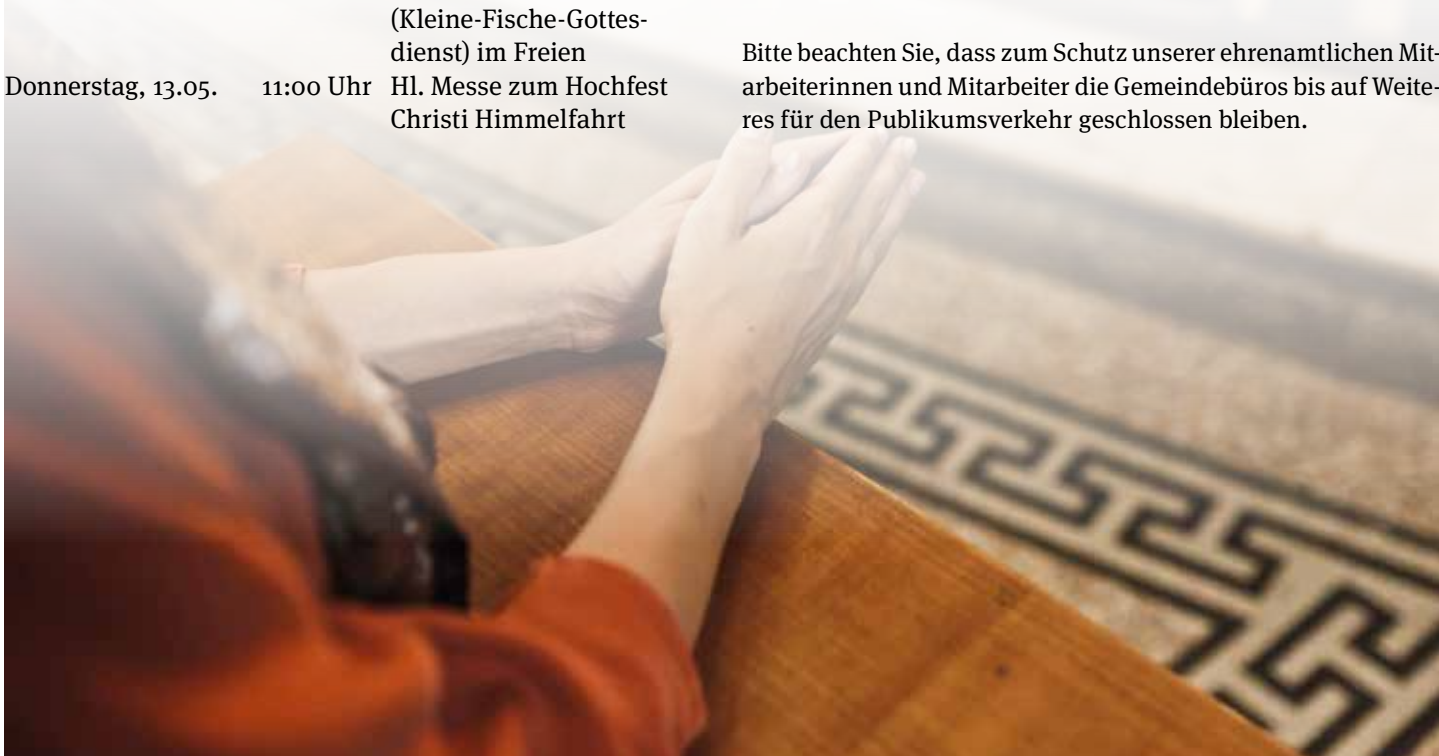 (Kleine-Fische-Gottes-
dienst) im Freien
Donnerstag, 13.05. 11:00 Uhr Hl. Messe zum Hochfest
Christi Himmelfahrt
Bitte beachten Sie, dass zum Schutz unserer ehrenamtlichen Mit-
arbeiterinnen und Mitarbeiter die Gemeindebüros bis auf Weite-
res für den Publikumsverkehr geschlossen bleiben.